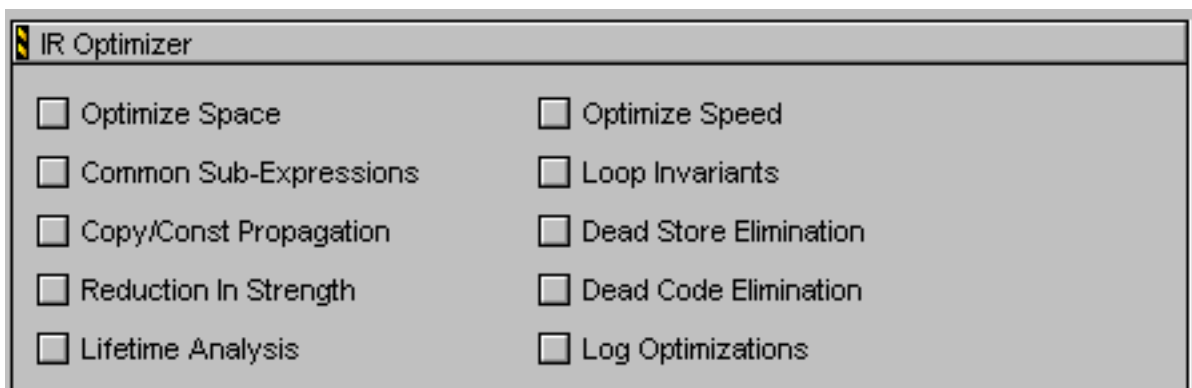 IR Optimizer
Optimize Space
Optimize Speed
Common Sub-Expressions
Loop Invariants
Copy/Const Propagation
Dead Store Elimination
Reduction In Strength
Dead Code Elimination
Lifetime Analysis
Log Optimizations